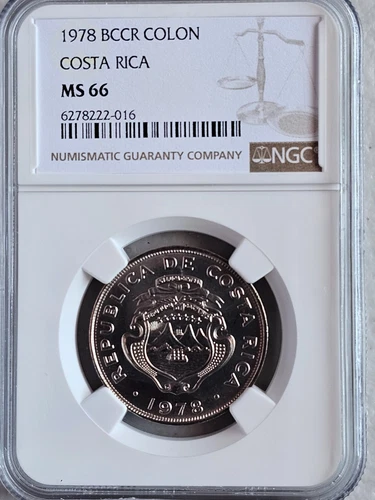 1978 BCCR COLON
COSTA RICA
MS 66
6278222-016
NUMISMATIC GUARANTY COMPANY
NGC
REPUBLICA DE COSTA RICA
· 1978 ·